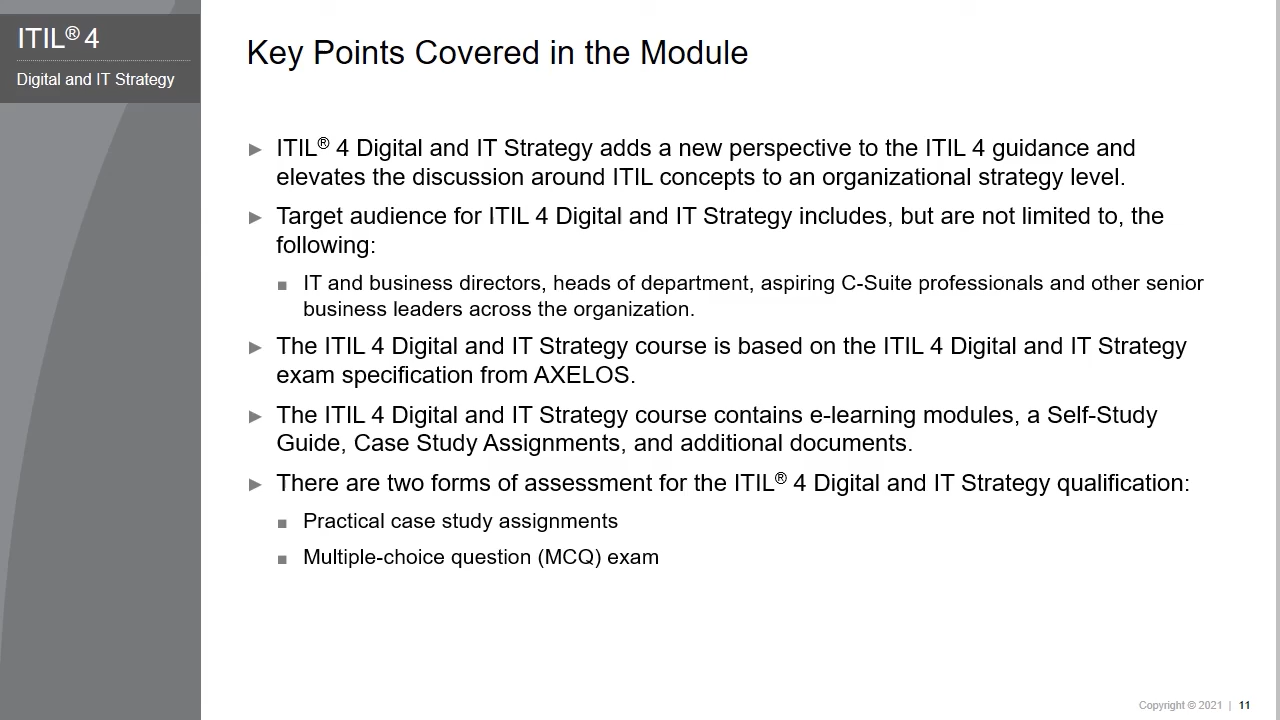 ITIL® 4
Digital and IT Strategy
Key Points Covered in the Module
► ITIL® 4 Digital and IT Strategy adds a new perspective to the ITIL 4 guidance and
elevates the discussion around ITIL concepts to an organizational strategy level.
► Target audience for ITIL 4 Digital and IT Strategy includes, but are not limited to, the
following:
■ IT and business directors, heads of department, aspiring C-Suite professionals and other senior
business leaders across the organization.
► The ITIL 4 Digital and IT Strategy course is based on the ITIL 4 Digital and IT Strategy
exam specification from AXELOS.
► The ITIL 4 Digital and IT Strategy course contains e-learning modules, a Self-Study
Guide, Case Study Assignments, and additional documents.
► There are two forms of assessment for the ITIL® 4 Digital and IT Strategy qualification:
■ Practical case study assignments
■ Multiple-choice question (MCQ) exam
Copyright © 2021 | 11